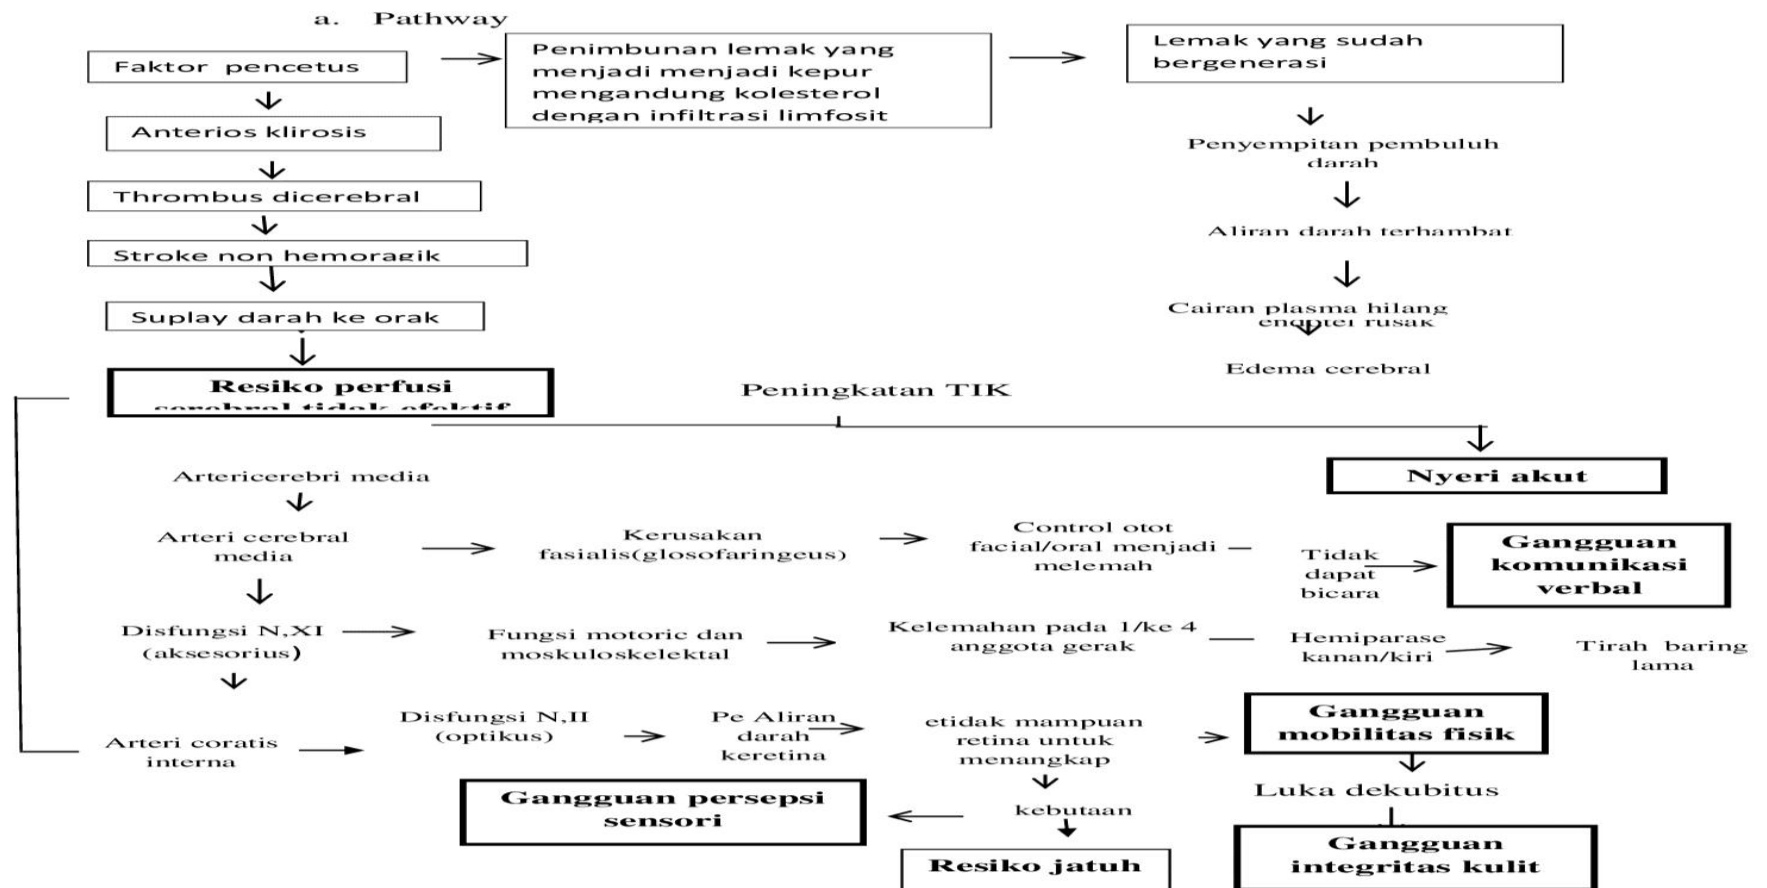 a. Pathway
Faktor pencetus
Penimbunan lemak yang
menjadi menjadi kepur
mengandung kolesterol
dengan infiltrasi limfosit
Lemak yang sudah
bergenerasi
Anterios klirosis
Thrombus dicerebral
Stroke non hemoragik
Suplay darah ke orak
Resiko perfusi
cerebral tidak efektif
Penyempitan pembuluh
darah
Aliran darah terhambat
Cairan plasma hilang
endotel rusak
Edema cerebral
Peningkatan TIK
Nyeri akut
Artericerebri media
Arteri cerebral
media
Kerusakan
fasialis(glosofaringeus)
Control otot
facial/oral menjadi
melemah
Tidak
dapat
bicara
Gangguan
komunikasi
verbal
Disfungsi N,XI
(aksesorius)
Fungsi motoric dan
moskuloskelektal
Kelemahan pada 1/ke 4
anggota gerak
Hemiparase
kanan/kiri
Tirah baring
lama
Arteri coratis
interna
Disfungsi N,II
(optikus)
Pe Aliran
darah
keretina
etidak mampuan
retina untuk
menangkap
Gangguan
mobilitas fisik
Luka dekubitus
Gangguan
integritas kulit
kebutaan
Gangguan persepsi
sensori
Resiko jatuh